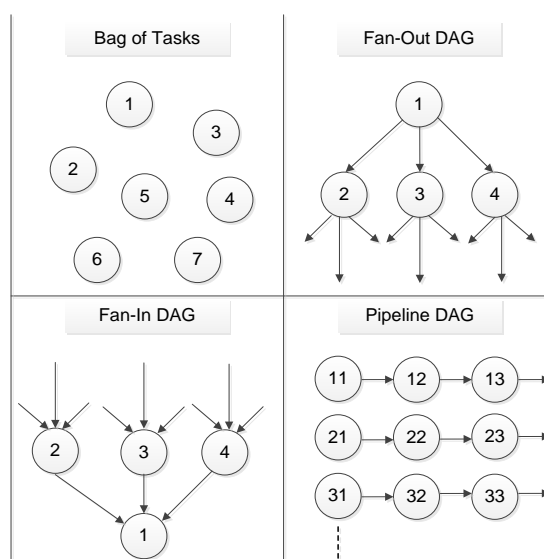 Bag of Tasks
1
3
2
5
4
6
7
Fan-Out DAG
1
2 3 4
Fan-In DAG
2 3 4
1
Pipeline DAG
11 12 13
21 22 23
31 32 33